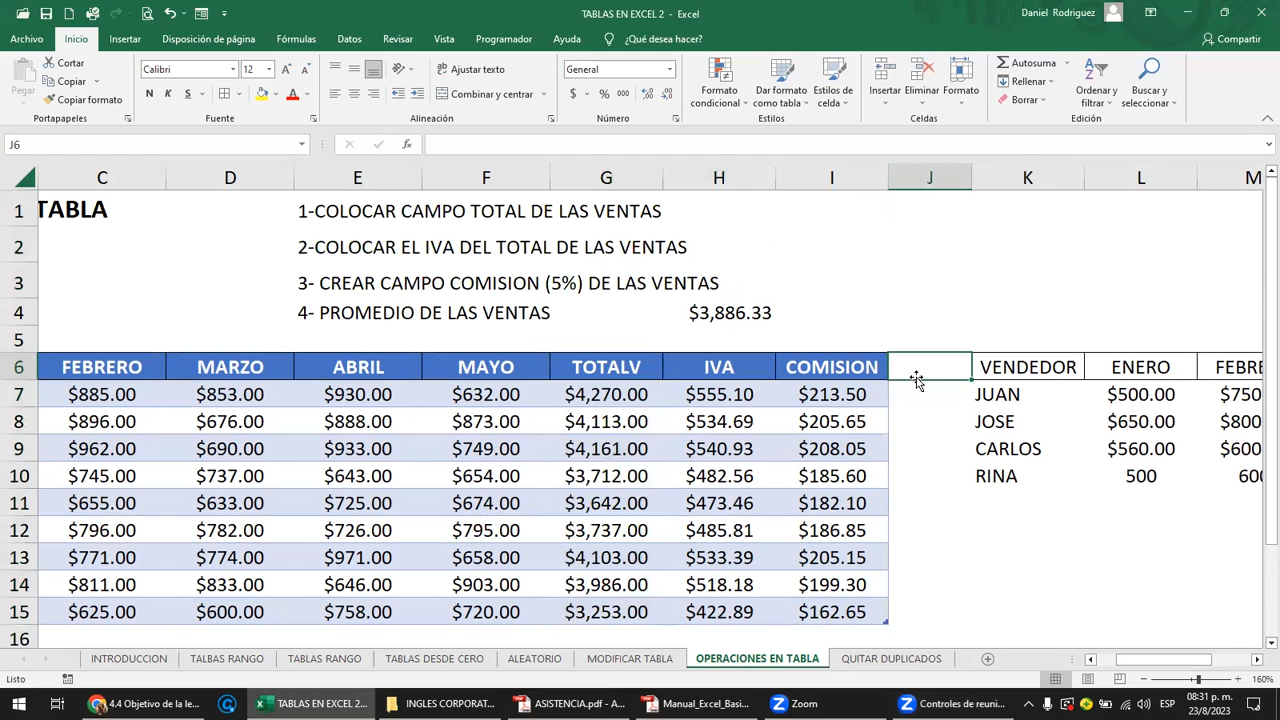 TABLAS EN EXCEL 2 - Excel
Daniel Rodriguez
Archivo Inicio Insertar Disposición de página Fórmulas Datos Revisar Vista Programador Ayuda ¿Qué desea hacer? Compartir
Pegar
Cortar
Copiar
Copiar formato
Portapapeles
Calibri 12
N K S
Fuente
Ajustar texto
Combinar y centrar
Alineación
General
$ % 000
Número
Formato condicional
Dar formato como tabla
Estilos de celda
Estilos
Insertar Eliminar Formato
Celdas
Autosuma
Rellenar
Borrar
Ordenar y filtrar
Buscar y seleccionar
Edición
J6 fx
C D E F G H I J K L M
1 TABLA 1-COLOCAR CAMPO TOTAL DE LAS VENTAS
2 2-COLOCAR EL IVA DEL TOTAL DE LAS VENTAS
3 3- CREAR CAMPO COMISION (5%) DE LAS VENTAS
4 4- PROMEDIO DE LAS VENTAS $3,886.33
5
6 FEBRERO MARZO ABRIL MAYO TOTALV IVA COMISION VENDEDOR ENERO FEBRE
7 $885.00 $853.00 $930.00 $632.00 $4,270.00 $555.10 $213.50 JUAN $500.00 $750
8 $896.00 $676.00 $888.00 $873.00 $4,113.00 $534.69 $205.65 JOSE $650.00 $800
9 $962.00 $690.00 $933.00 $749.00 $4,161.00 $540.93 $208.05 CARLOS $560.00 $600
10 $745.00 $737.00 $643.00 $654.00 $3,712.00 $482.56 $185.60 RINA 500 600
11 $655.00 $633.00 $725.00 $674.00 $3,642.00 $473.46 $182.10
12 $796.00 $782.00 $726.00 $795.00 $3,737.00 $485.81 $186.85
13 $771.00 $774.00 $971.00 $658.00 $4,103.00 $533.39 $205.15
14 $811.00 $833.00 $646.00 $903.00 $3,986.00 $518.18 $199.30
15 $625.00 $600.00 $758.00 $720.00 $3,253.00 $422.89 $162.65
16
INTRODUCCION TALBAS RANGO TABLAS RANGO TABLAS DESDE CERO ALEATORIO MODIFICAR TABLA OPERACIONES EN TABLA QUITAR DUPLICADOS
Listo 160%
4.4 Objetivo de la le... TABLAS EN EXCEL 2... INGLES CORPORAT... ASISTENCIA.pdf - A... Manual_Excel_Basi... Zoom Controles de reuni... ESP 08:31 p. m.
23/8/2023